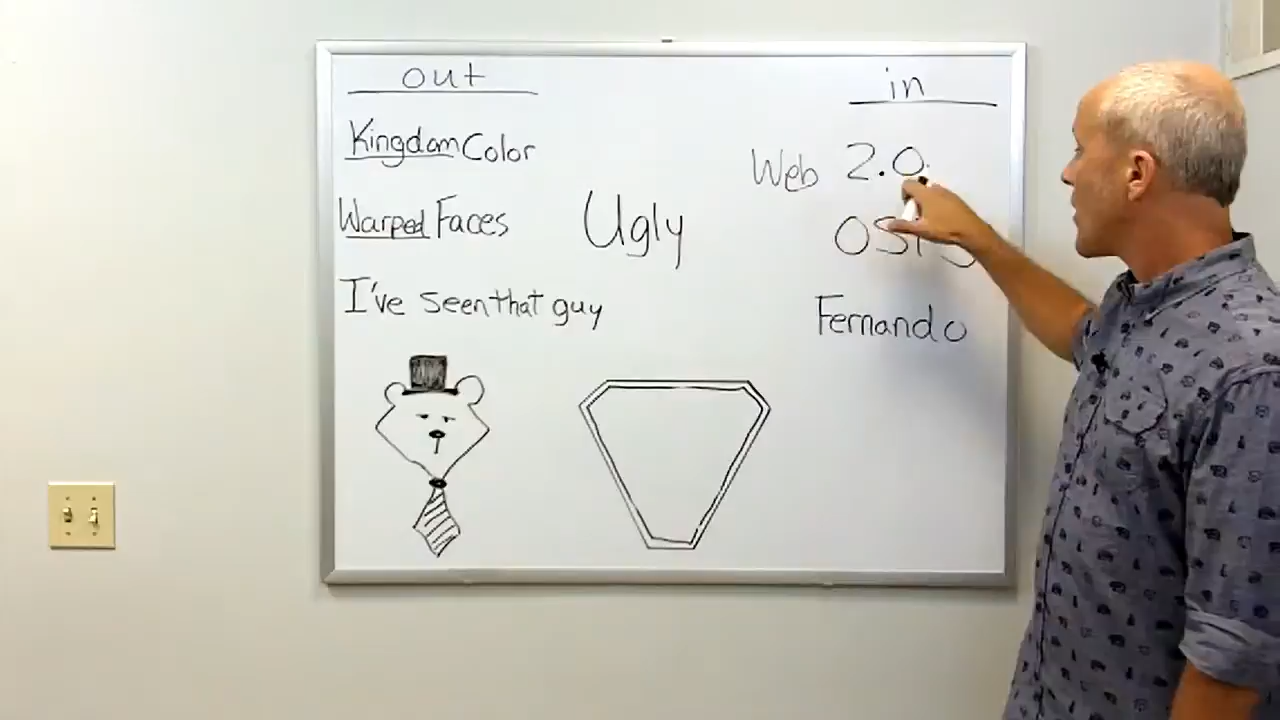 out
in
Kingdom Color
Web 2.0
Warped Faces
Ugly
I've seen that guy
Fernando